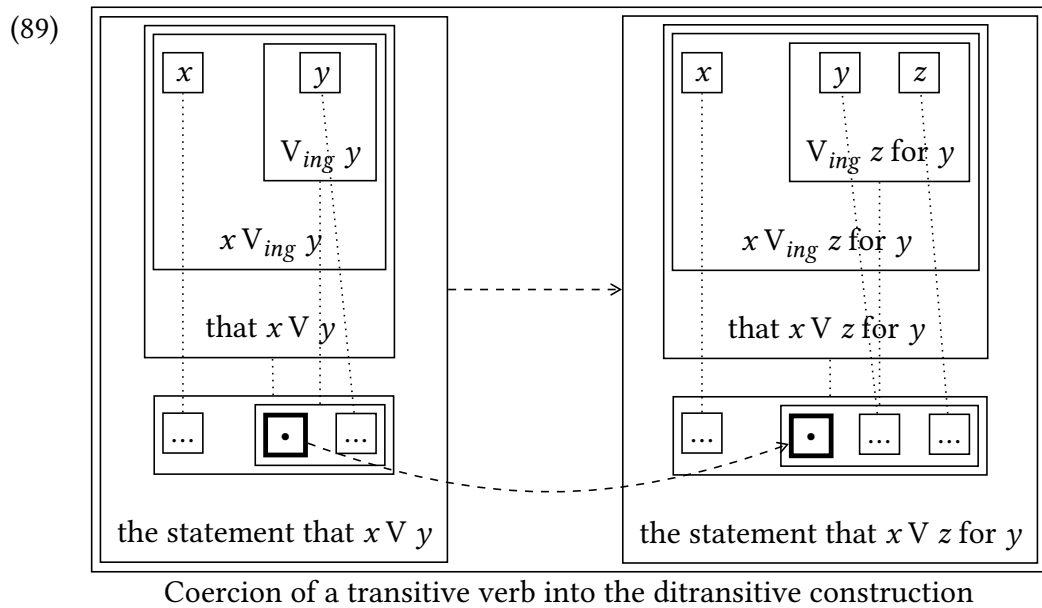 (89)
x y x y z
V_ing y V_ing z for y
x V_ing y x V_ing z for y
that x V y that x V z for y
... • ... ... • ... ...
the statement that x V y the statement that x V z for y
Coercion of a transitive verb into the ditransitive construction